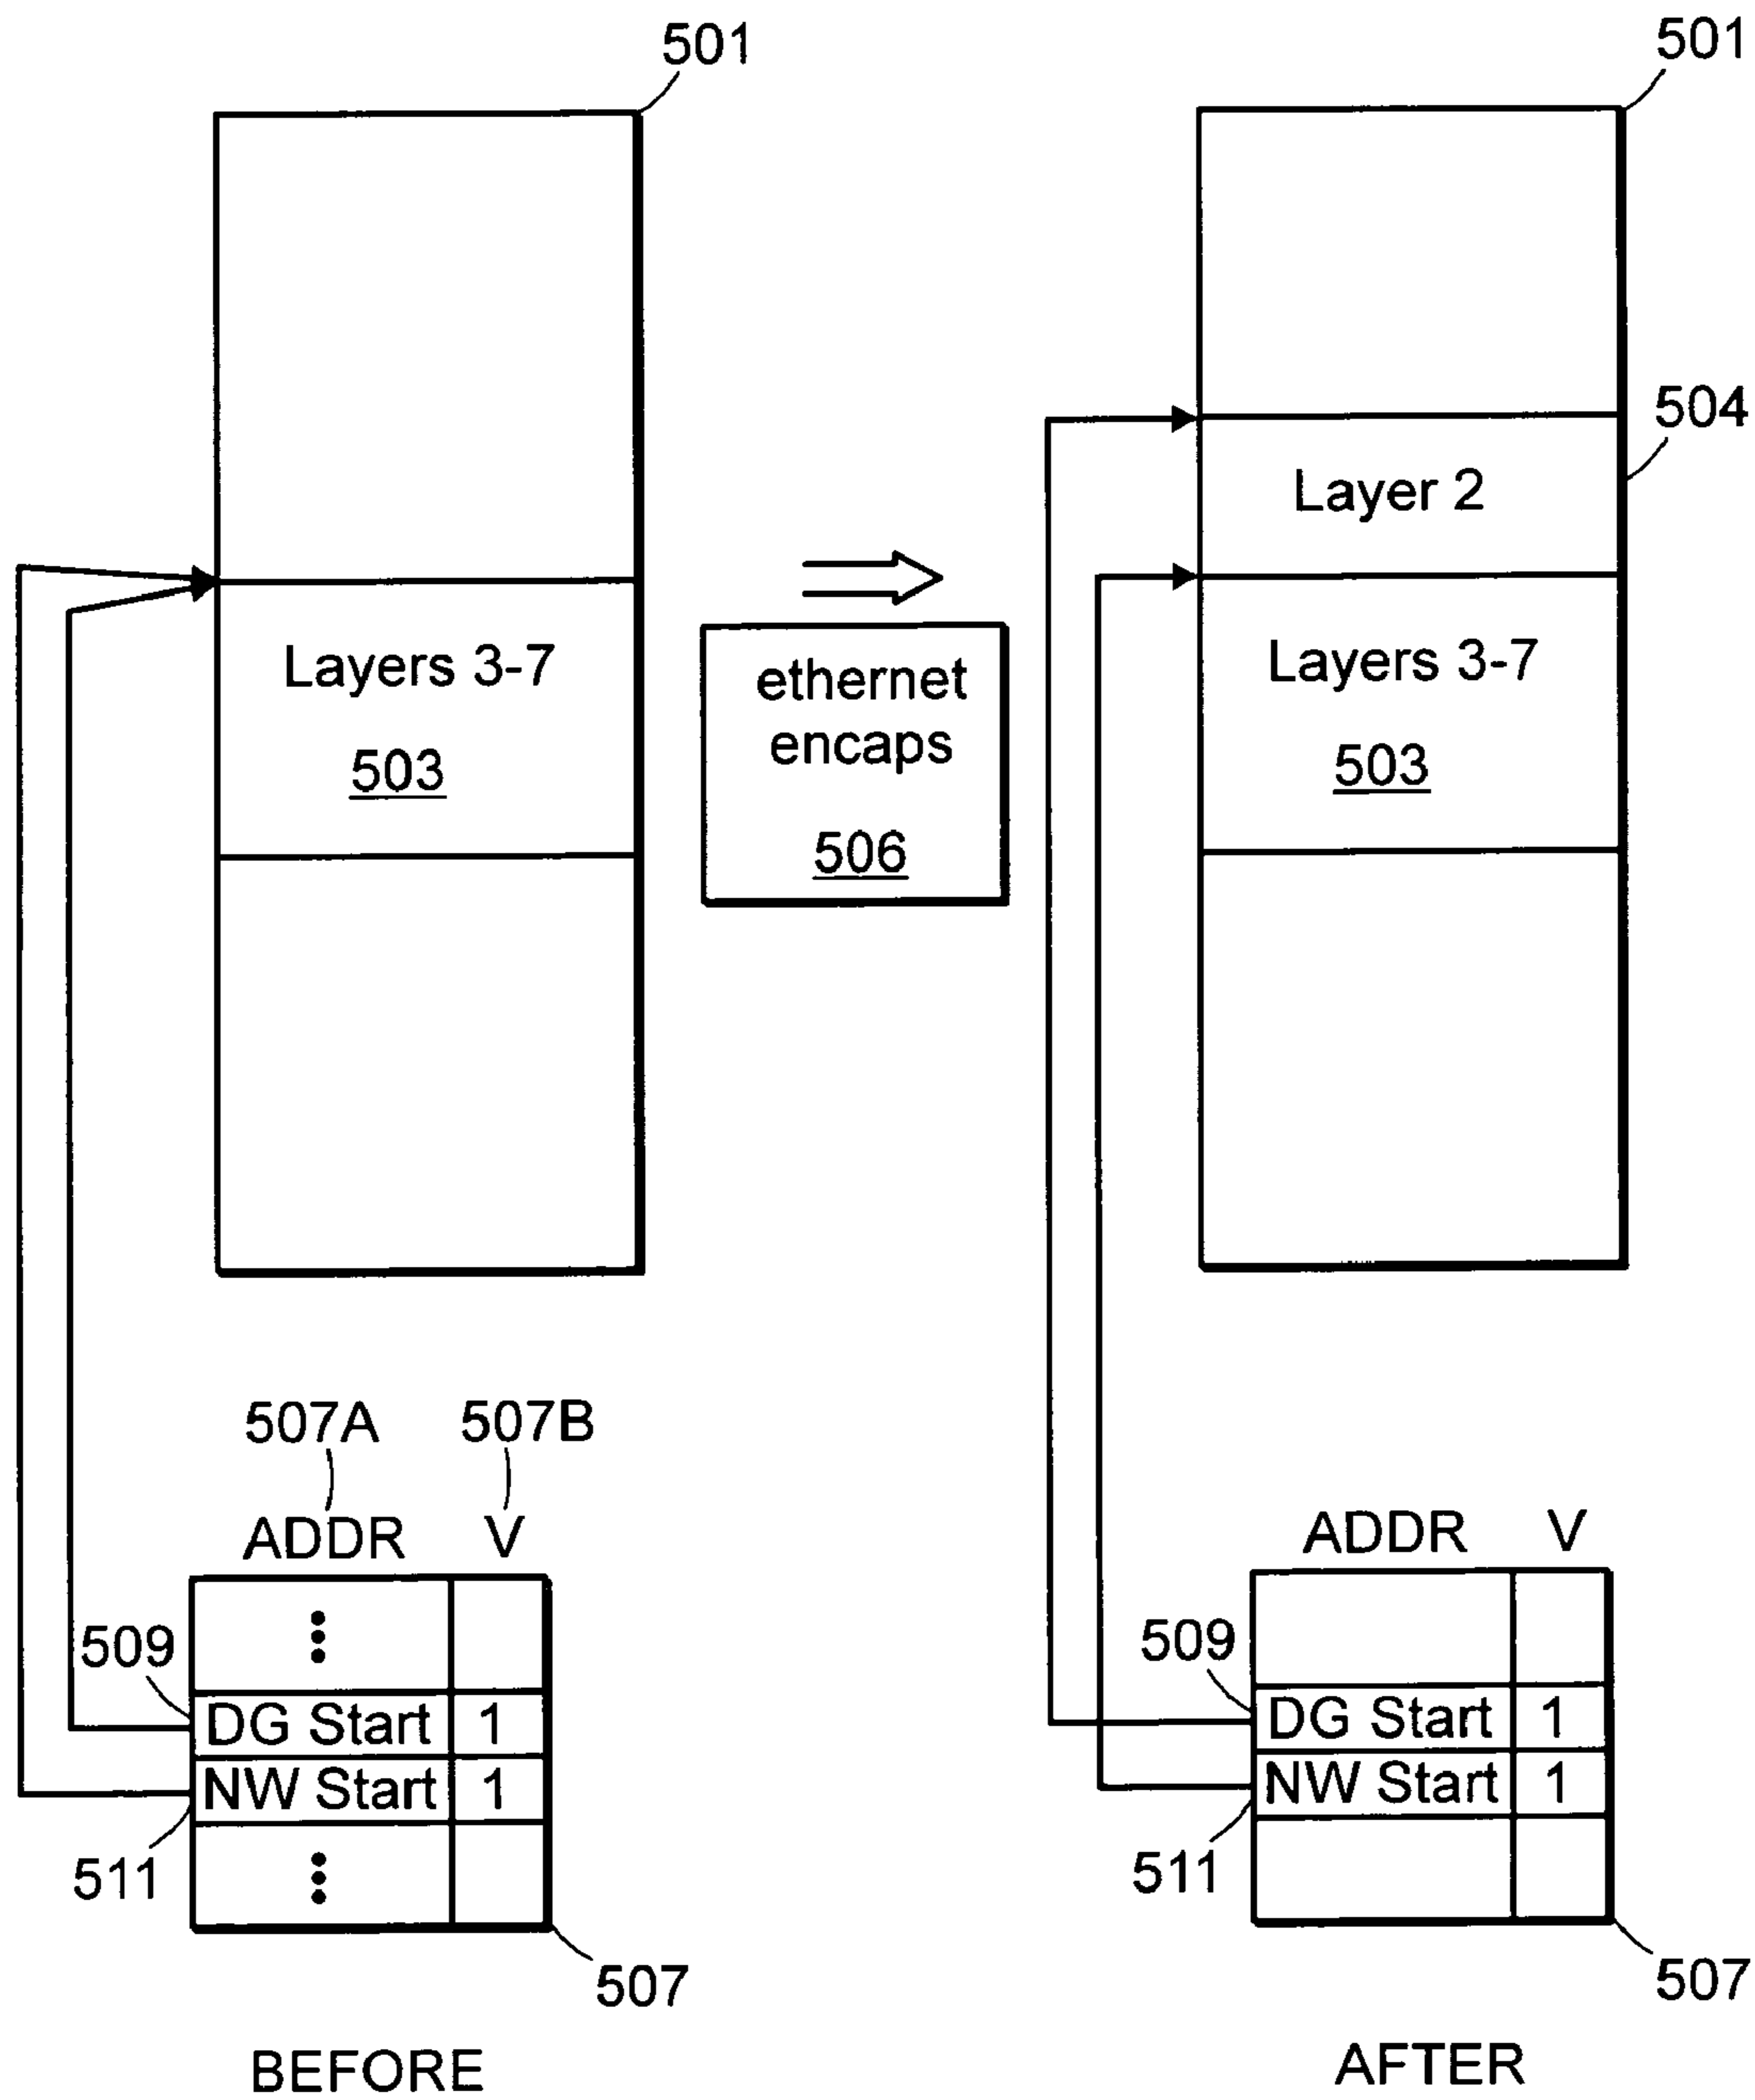 501
501
504
Layer 2
Layers 3-7
503
ethernet
encaps
506
Layers 3-7
503
507A
507B
ADDR V
509
DG Start 1
NW Start 1
511
507
BEFORE
ADDR V
509
DG Start 1
NW Start 1
511
507
AFTER